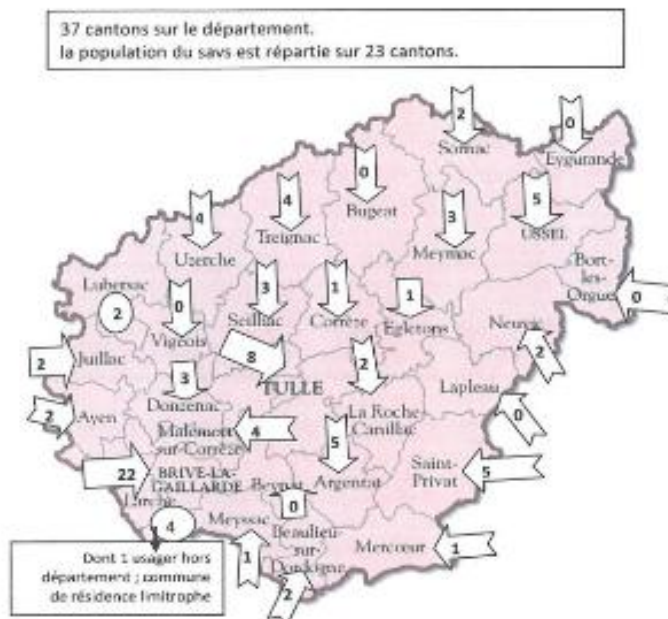 37 cantons sur le département.
la population du savs est répartie sur 23 cantons.
2
Sornac
0
Eygurande
0
Bugeat
4
Treignac
4
Uzerche
3
Meymac
5
USSEL
Bort-
les-
Orgue
0
Lubersac
2
0
Vigeois
3
Seilhac
1
Corrèze
1
Egletons
Neuvic
2
2
Juillac
8
TULLE
2
La Roche
Canillac
Lapleau
0
2
Ayen
3
Donzenac
Malemort
sur-Corrèze
4
5
Argentat
Saint-
Privat
5
22
BRIVE-LA-
GAILLARDE
Larche
4
Beynat
0
Meyssac
1
Beaulieu-
sur-
Dordogne
2
Mercoeur
1
Dont 1 usager hors
département ; commune
de résidence limitrophe